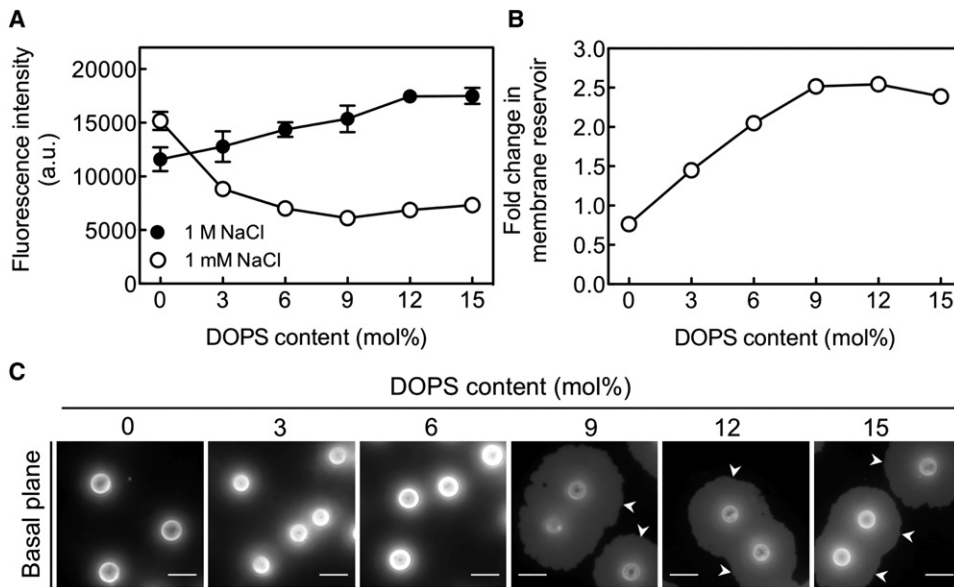 A
Fluorescence intensity
(a.u.)
20000
15000
10000
5000
0
1 M NaCl
1 mM NaCl
0 3 6 9 12 15
DOPS content (mol%)
B
Fold change in
membrane reservoir
3.0
2.5
2.0
1.5
1.0
0.5
0.0
0 3 6 9 12 15
DOPS content (mol%)
C
DOPS content (mol%)
0 3 6 9 12 15
Basal plane